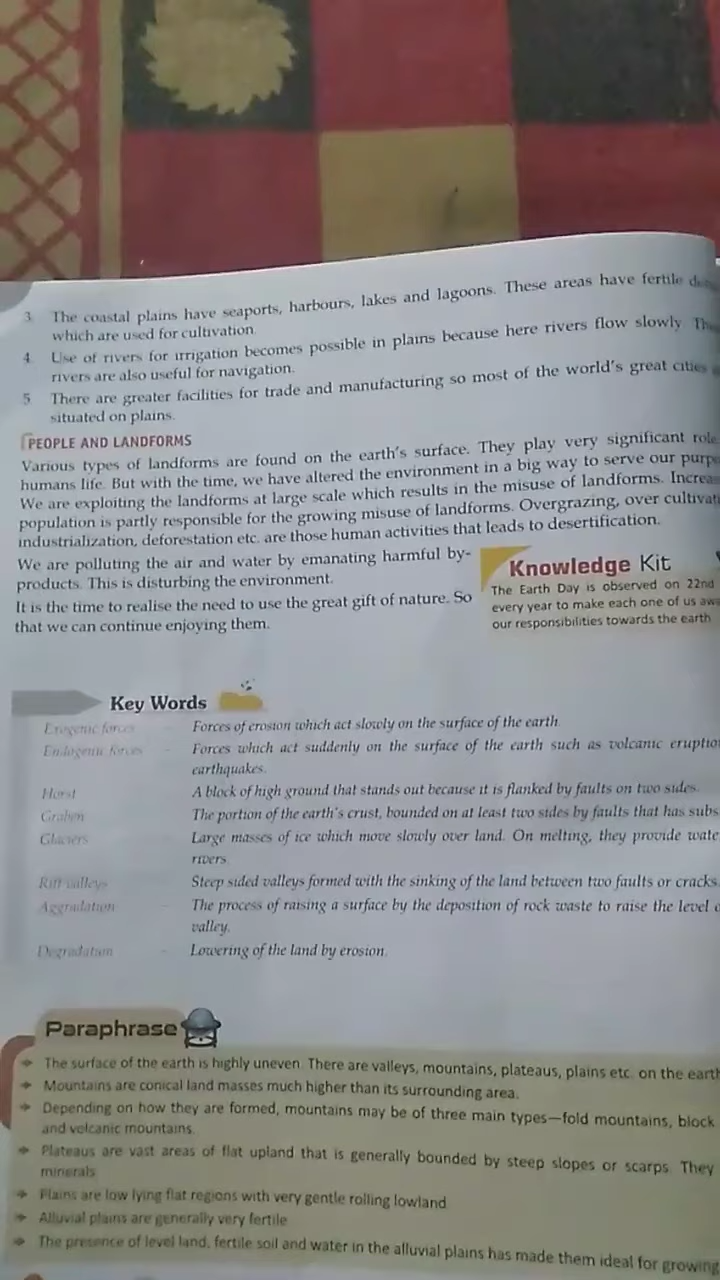 3. The coastal plains have seaports, harbours, lakes and lagoons. These areas have fertile
which are used for cultivation.
4. Use of rivers for irrigation becomes possible in plains because here rivers flow slowly.
rivers are also useful for navigation.
5. There are greater facilities for trade and manufacturing so most of the world's great cities
situated on plains.
PEOPLE AND LANDFORMS
Various types of landforms are found on the earth's surface. They play very significant role
humans life. But with the time, we have altered the environment in a big way to serve our
We are exploiting the landforms at large scale which results in the misuse of landforms.
population is partly responsible for the growing misuse of landforms. Overgrazing, over
industrialization, deforestation etc. are those human activities that leads to desertification.
We are polluting the air and water by emanating harmful by-
products. This is disturbing the environment.
It is the time to realise the need to use the great gift of nature. So
that we can continue enjoying them.
Knowledge Kit
The Earth Day is observed on 22nd
every year to make each one of us
our responsibilities towards the earth
Key Words
Exogenic forces – Forces of erosion which act slowly on the surface of the earth.
Endogenic forces – Forces which act suddenly on the surface of the earth such as volcanic
earthquakes.
Horst – A block of high ground that stands out because it is flanked by faults on two sides.
Graben – The portion of the earth's crust, bounded on at least two sides by faults that has
Glaciers – Large masses of ice which move slowly over land. On melting, they provide
rivers.
Rift valleys – Steep sided valleys formed with the sinking of the land between two faults or cracks.
Aggradation – The process of raising a surface by the deposition of rock waste to raise the level
valley.
Degradation – Lowering of the land by erosion.
Paraphrase
The surface of the earth is highly uneven. There are valleys, mountains, plateaus, plains etc. on the earth
Mountains are conical land masses much higher than its surrounding area.
Depending on how they are formed, mountains may be of three main types—fold mountains, block
and volcanic mountains.
Plateaus are vast areas of flat upland that is generally bounded by steep slopes or scarps. They
minerals.
Plains are low lying flat regions with very gentle rolling lowland.
Alluvial plains are generally very fertile.
The presence of level land, fertile soil and water in the alluvial plains has made them ideal for growing